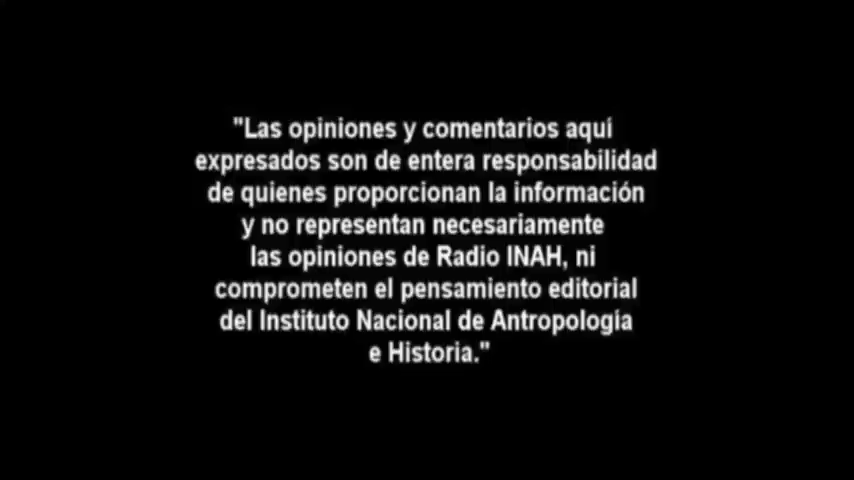 "Las opiniones y comentarios aquí
expresados son de entera responsabilidad
de quienes proporcionan la información
y no representan necesariamente
las opiniones de Radio INAH, ni
comprometen el pensamiento editorial
del Instituto Nacional de Antropología
e Historia."